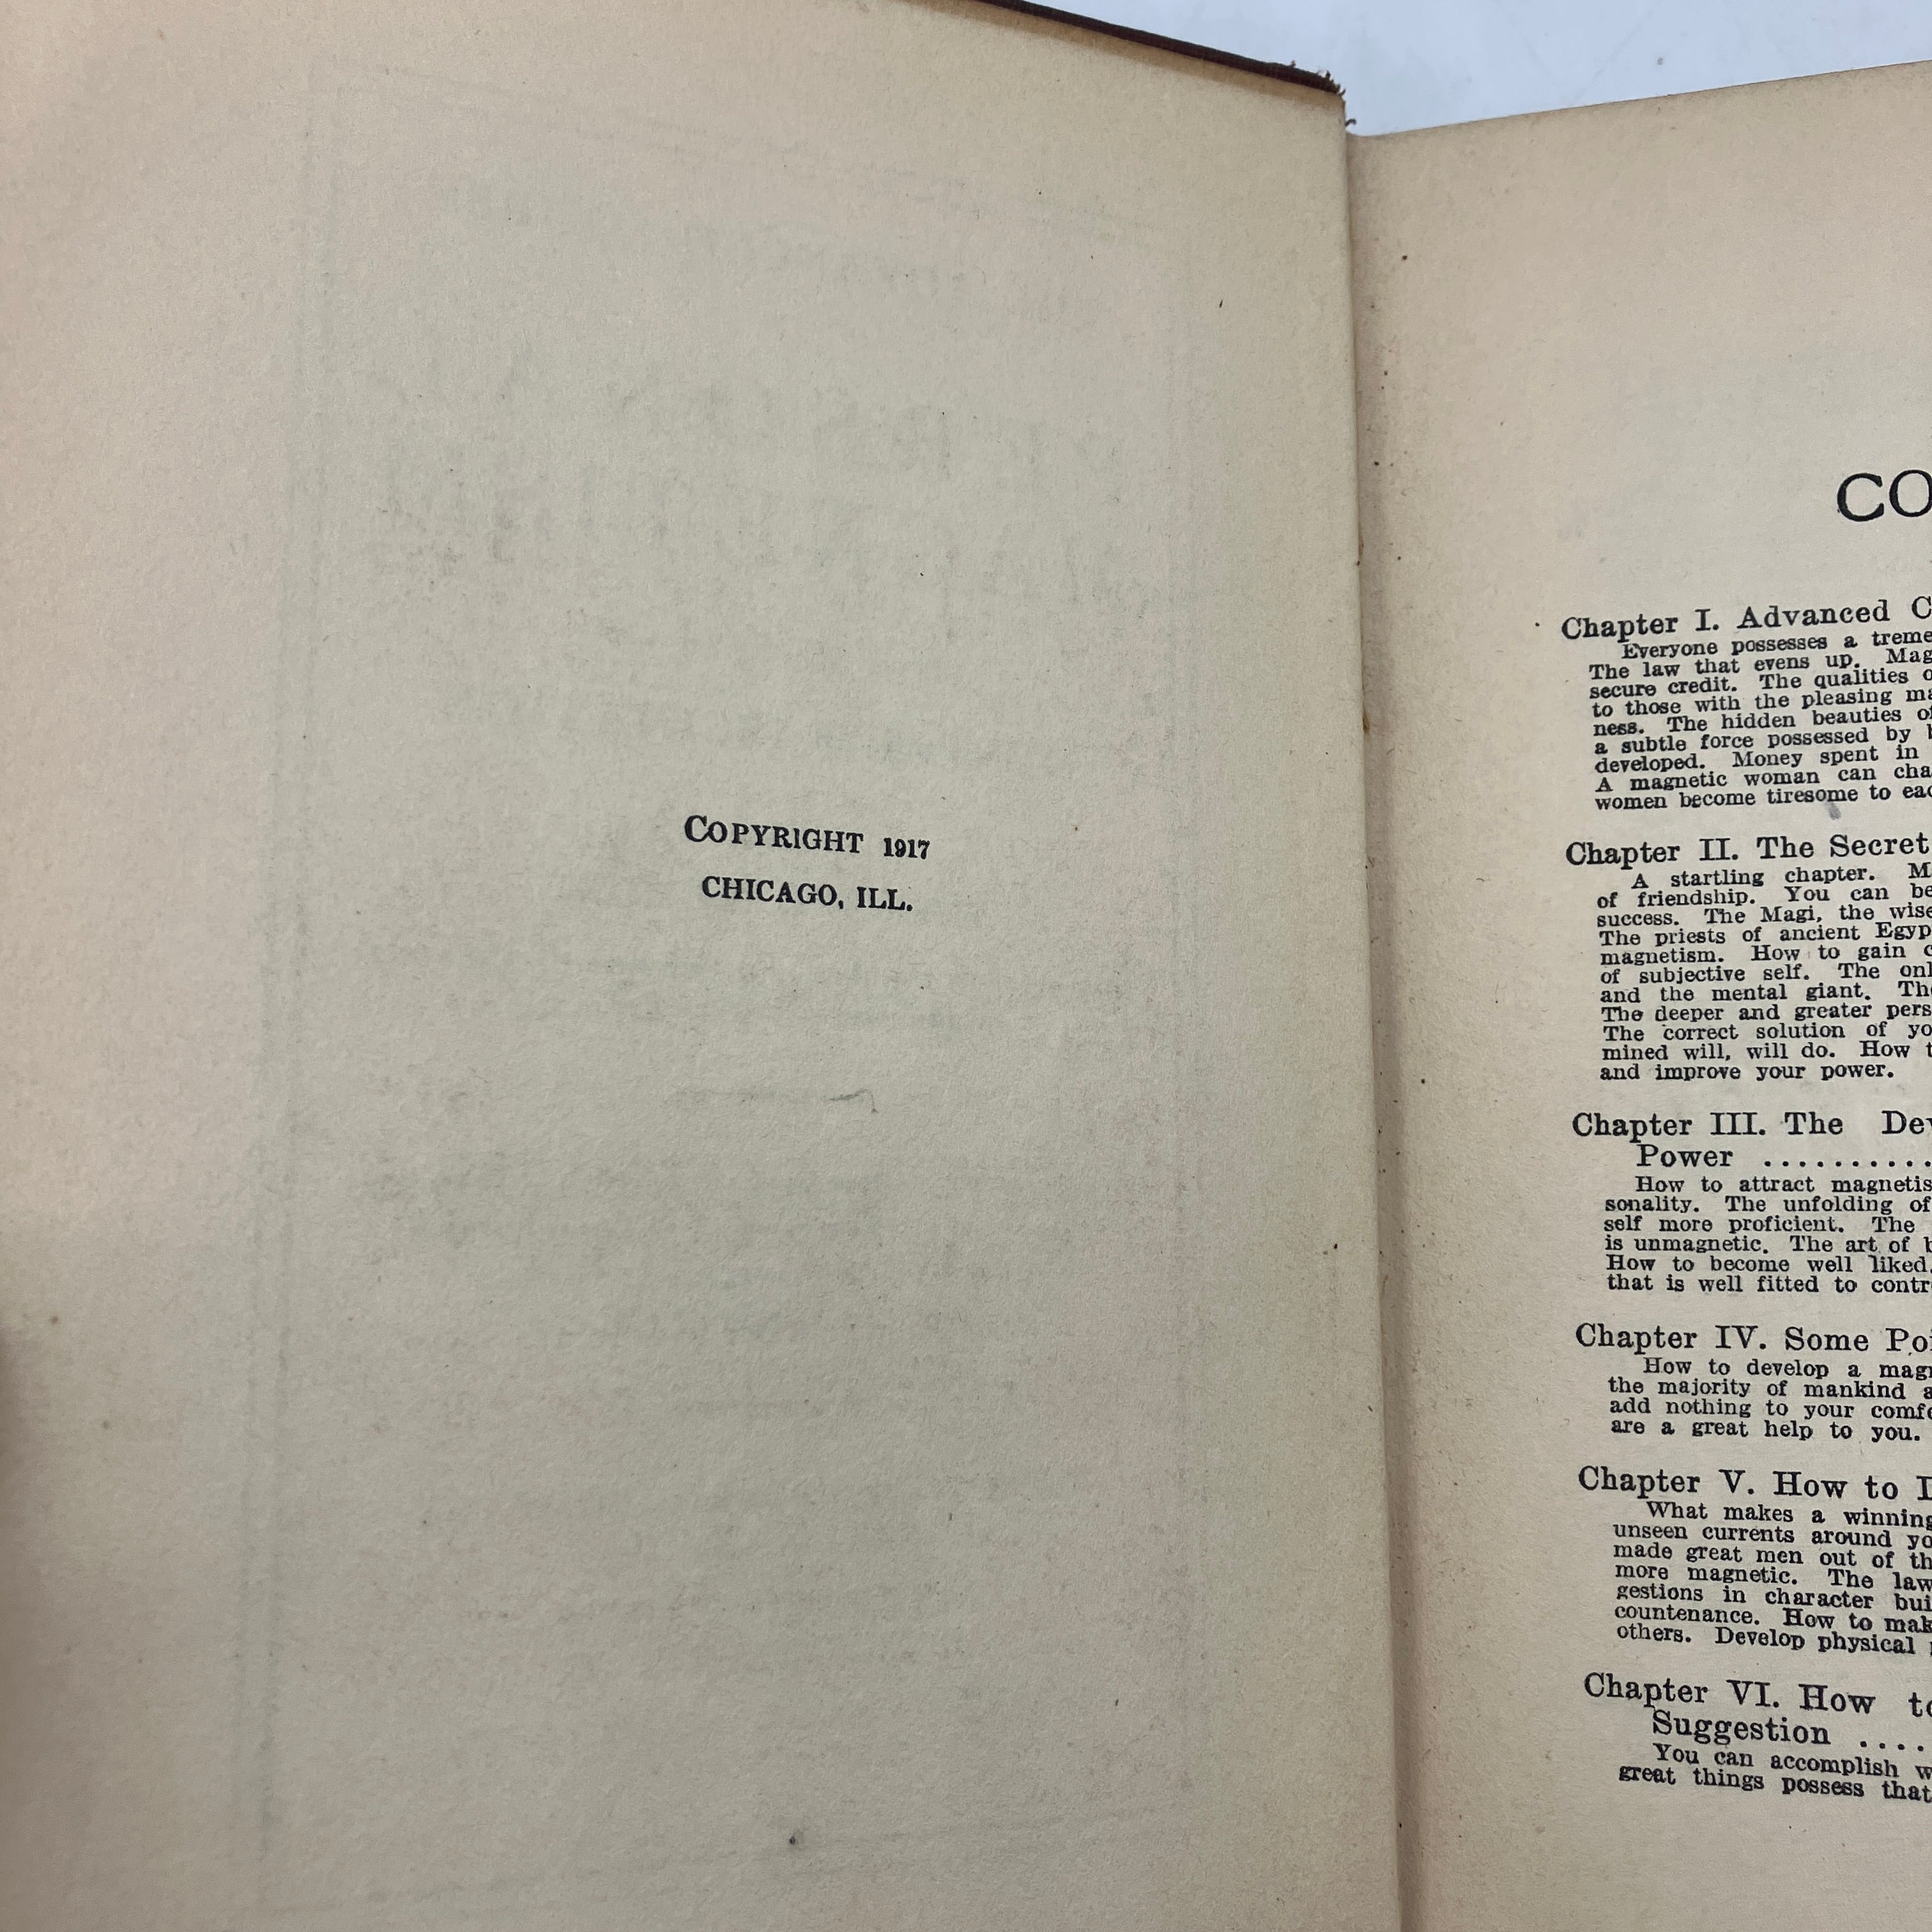 COPYRIGHT 1917
CHICAGO, ILL.
Chapter I. Advanced
Everyone possesses a
The law that evens up.
secure credit. The qualities
to those with the pleasing
ness. The hidden beauties
a subtle force possessed by
developed. Money spent in
A magnetic woman can
women become tiresome to
Chapter II. The Secret
A startling chapter.
of friendship. You can be
success. The Magi, the
The priests of ancient
magnetism. How to gain
of subjective self. The
and the mental giant.
The deeper and greater
The correct solution of
mined will, will do. How
and improve your power.
Chapter III. The
Power ..........
How to attract
sonality. The unfolding of
self more proficient. The
is unmagnetic. The art of
How to become well liked.
that is well fitted to
Chapter IV. Some
How to develop a
the majority of mankind
add nothing to your
are a great help to you.
Chapter V. How to
What makes a winning
unseen currents around
made great men out of
more magnetic. The law
gestions in character
countenance. How to
others. Develop physical
Chapter VI. How
Suggestion ....
You can accomplish
great things possess that